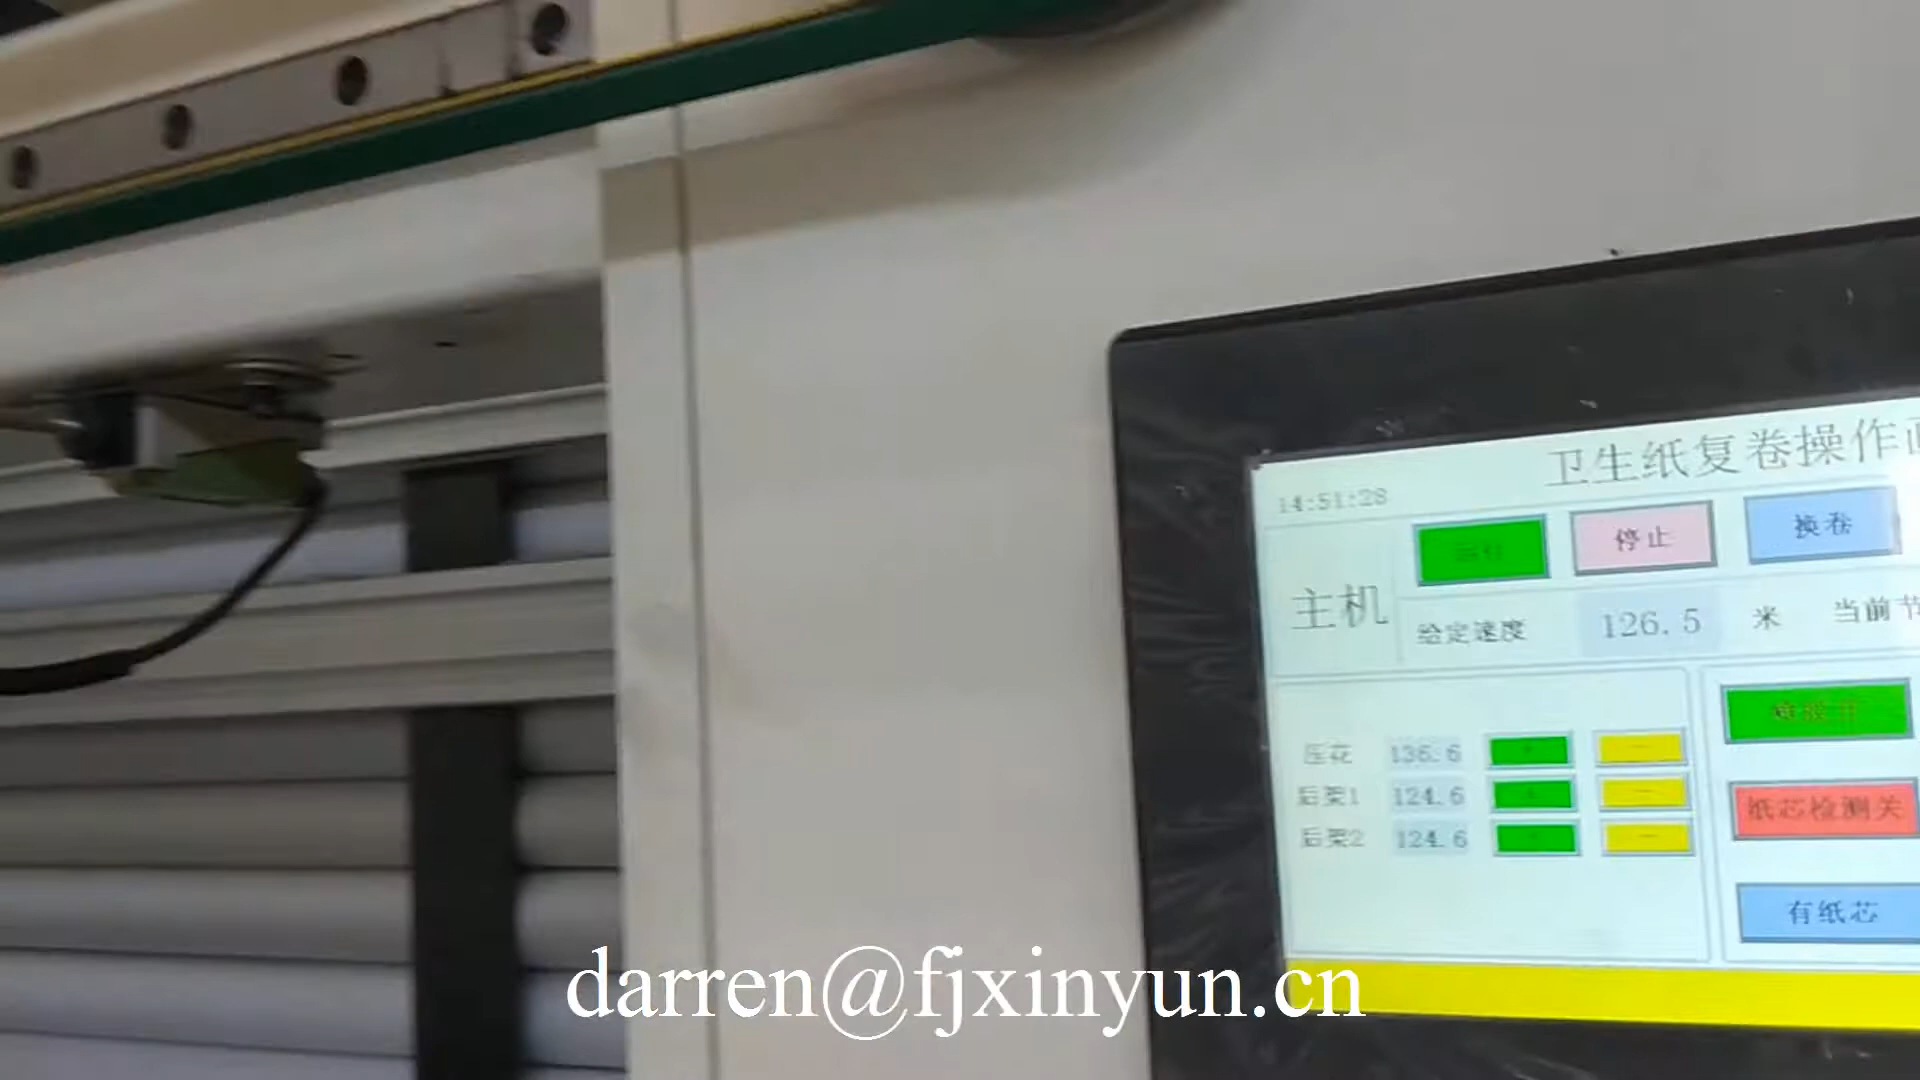 卫生纸复卷操作
14:51:28
停止
换卷
主机
给定速度
126.5
米
当前节
压花
136.6
后架1
124.6
后架2
124.6
纸芯检测关
有纸芯
darren@fjxinyun.cn